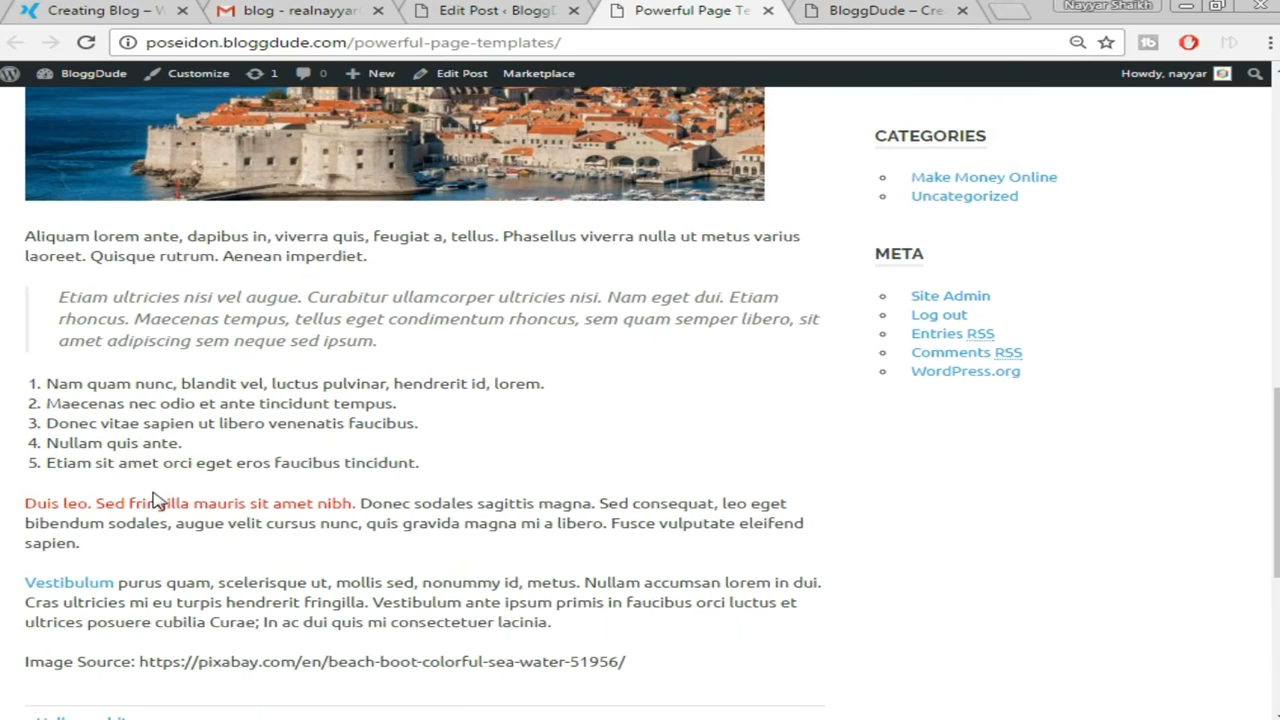 Creating Blog – W
blog - realnayyar
Edit Post ‹ BloggD
Powerful Page Te
BloggDude – Cre
Nayyar Shaikh
poseidon.bloggdude.com/powerful-page-templates/
BloggDude
Customize
1
0
New
Edit Post
Marketplace
Howdy, nayyar
Aliquam lorem ante, dapibus in, viverra quis, feugiat a, tellus. Phasellus viverra nulla ut metus varius
laoreet. Quisque rutrum. Aenean imperdiet.
Etiam ultricies nisi vel augue. Curabitur ullamcorper ultricies nisi. Nam eget dui. Etiam
rhoncus. Maecenas tempus, tellus eget condimentum rhoncus, sem quam semper libero, sit
amet adipiscing sem neque sed ipsum.
1. Nam quam nunc, blandit vel, luctus pulvinar, hendrerit id, lorem.
2. Maecenas nec odio et ante tincidunt tempus.
3. Donec vitae sapien ut libero venenatis faucibus.
4. Nullam quis ante.
5. Etiam sit amet orci eget eros faucibus tincidunt.
Duis leo. Sed fringilla mauris sit amet nibh. Donec sodales sagittis magna. Sed consequat, leo eget
bibendum sodales, augue velit cursus nunc, quis gravida magna mi a libero. Fusce vulputate eleifend
sapien.
Vestibulum purus quam, scelerisque ut, mollis sed, nonummy id, metus. Nullam accumsan lorem in dui.
Cras ultricies mi eu turpis hendrerit fringilla. Vestibulum ante ipsum primis in faucibus orci luctus et
ultrices posuere cubilia Curae; In ac dui quis mi consectetuer lacinia.
Image Source: https://pixabay.com/en/beach-boot-colorful-sea-water-51956/
CATEGORIES
Make Money Online
Uncategorized
META
Site Admin
Log out
Entries RSS
Comments RSS
WordPress.org